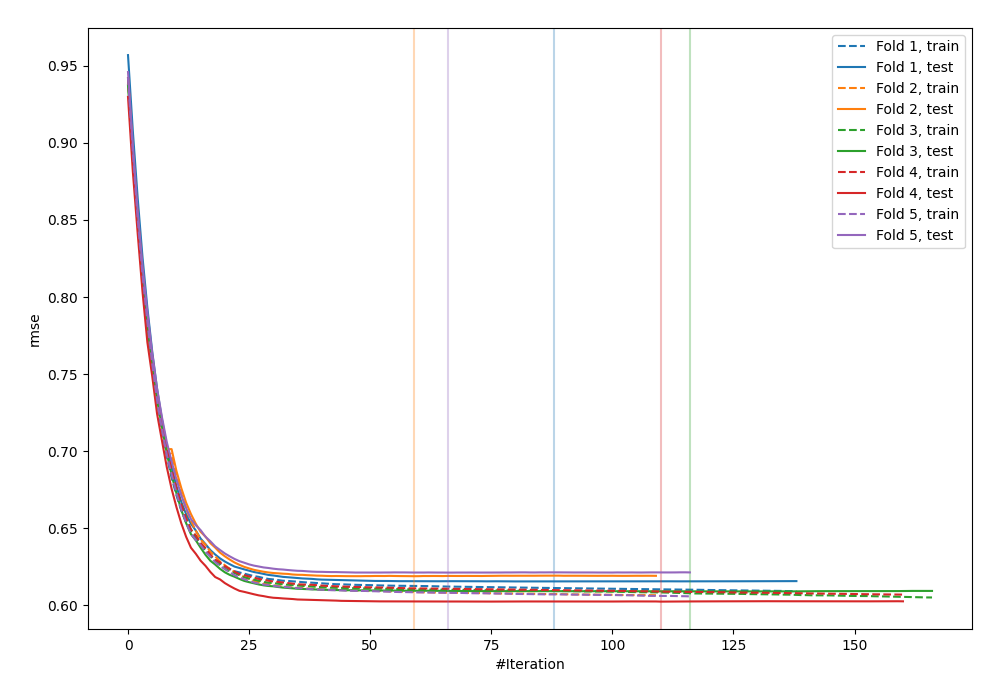 0.95
0.90
0.85
0.80
0.75
0.70
0.65
0.60
rmse
0
25
50
75
100
125
150
#Iteration
Fold 1, train
Fold 1, test
Fold 2, train
Fold 2, test
Fold 3, train
Fold 3, test
Fold 4, train
Fold 4, test
Fold 5, train
Fold 5, test